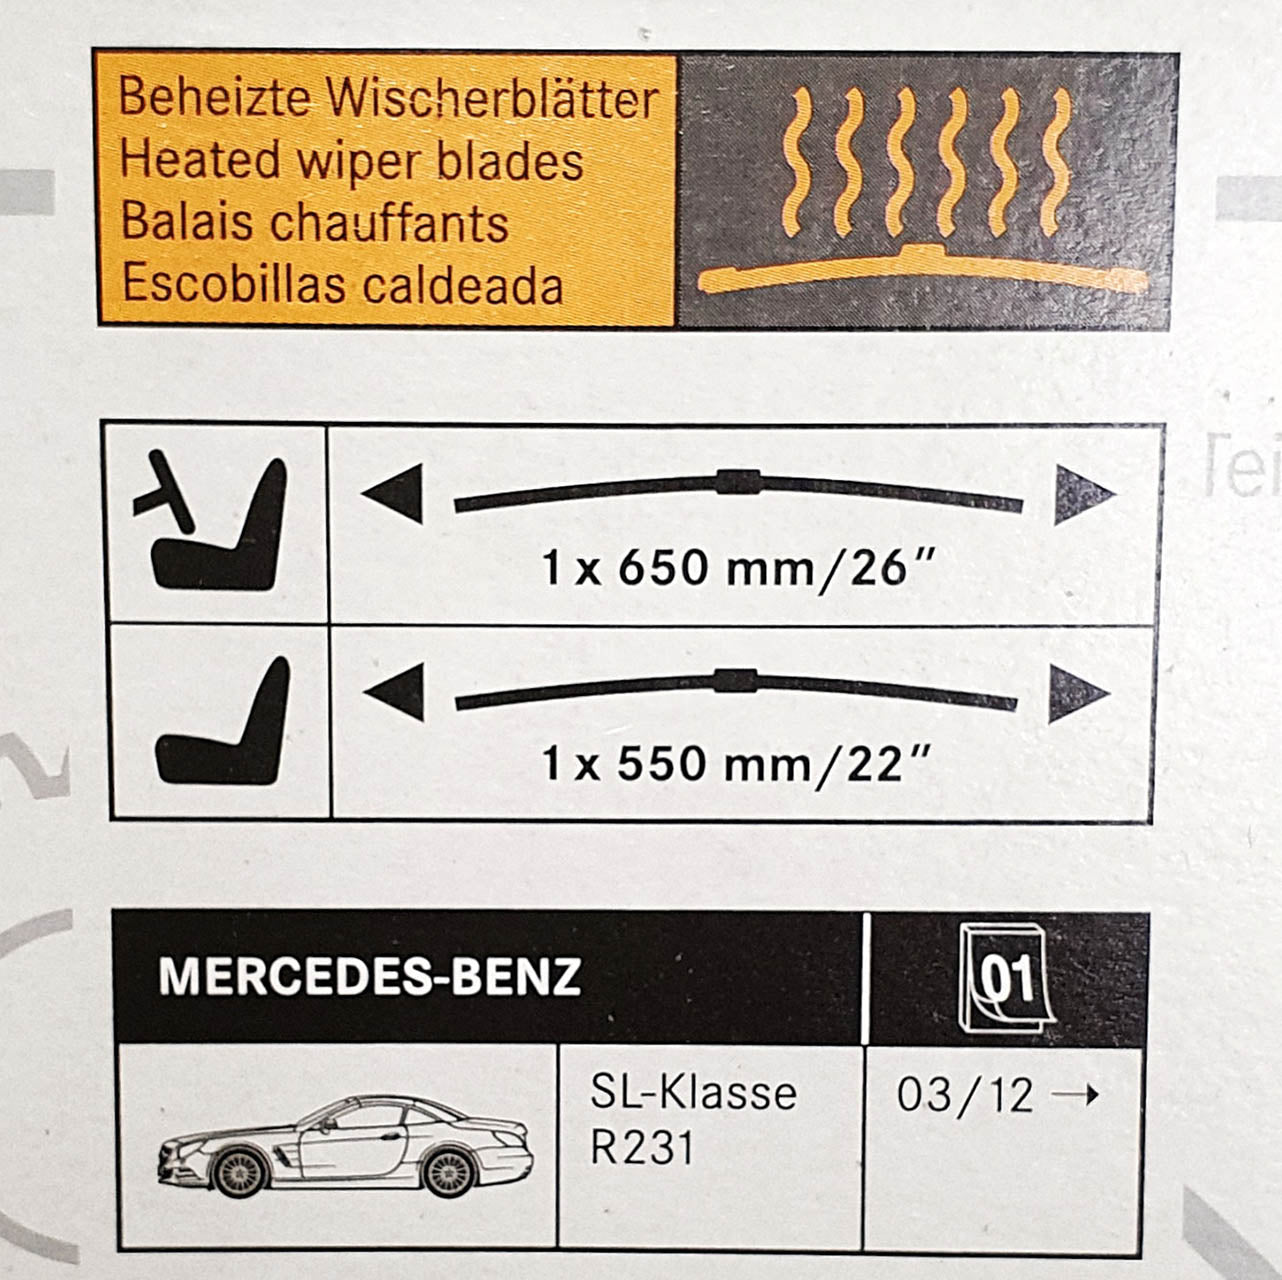 Beheizte Wischerblätter
Heated wiper blades
Balais chauffants
Escobillas caldeada
1 x 650 mm/26"
1 x 550 mm/22"
MERCEDES-BENZ
01
SL-Klasse
R231
03/12 →
Tei